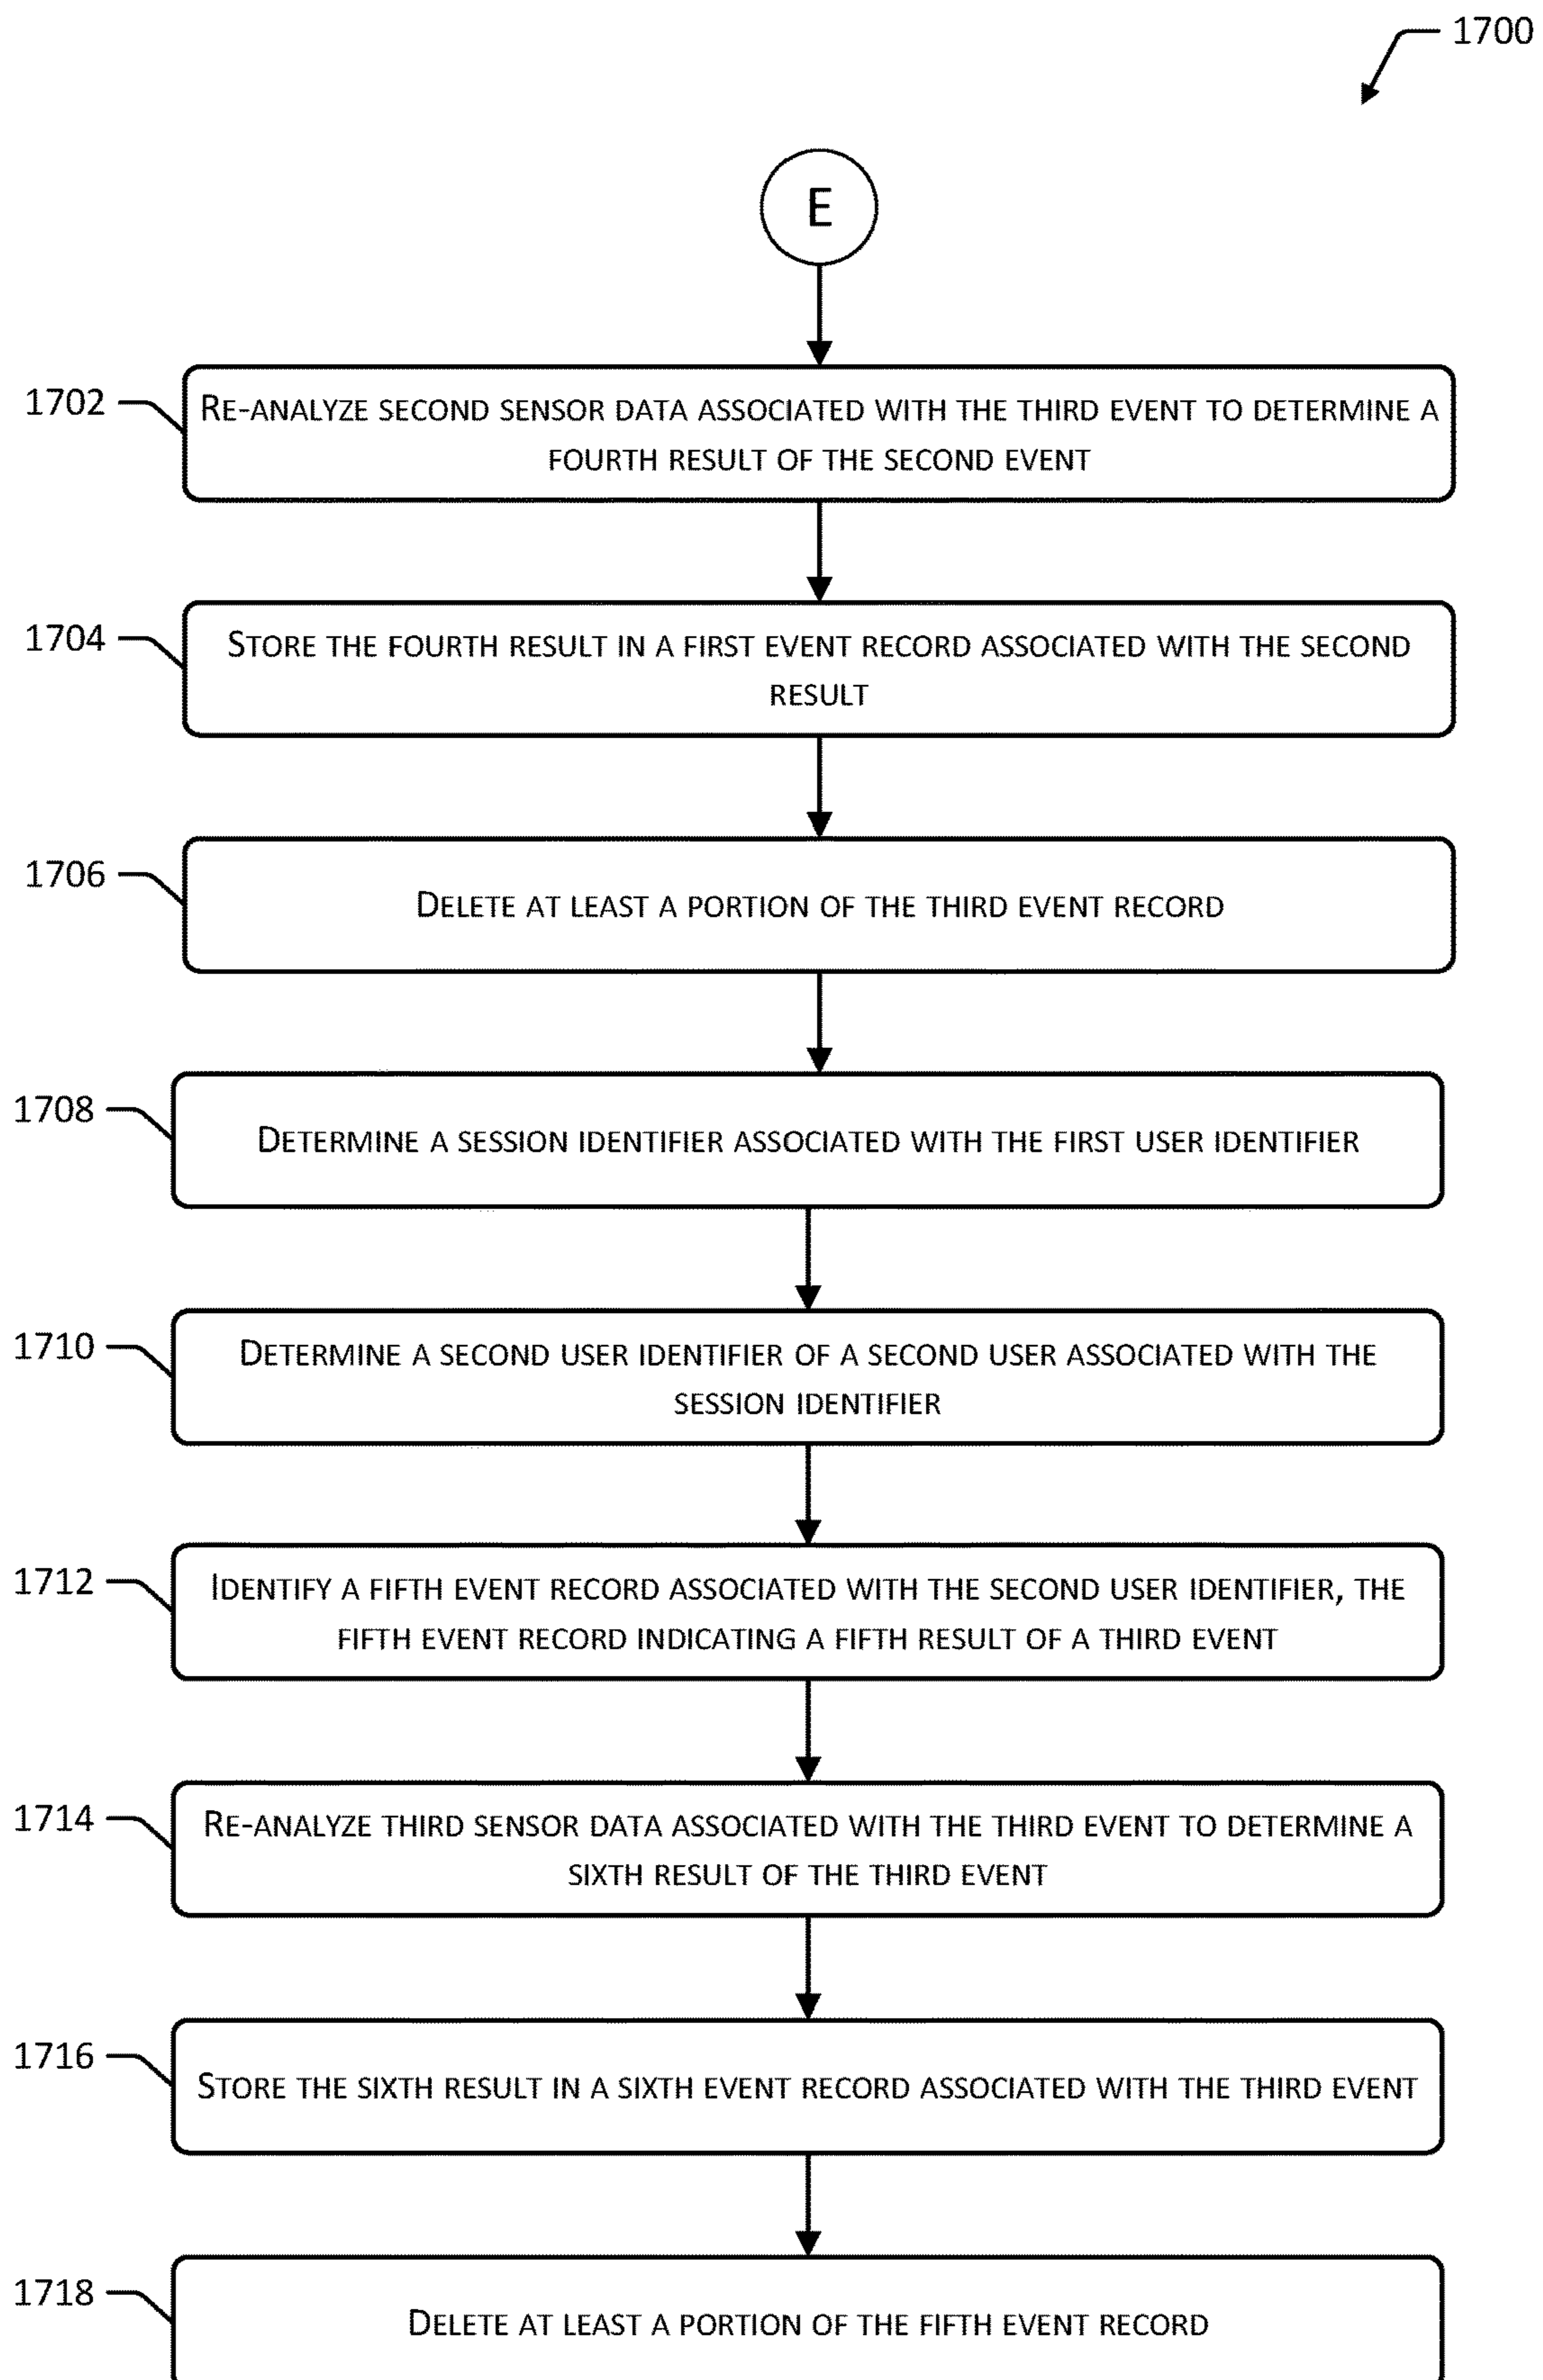 1700
E
1702
RE-ANALYZE SECOND SENSOR DATA ASSOCIATED WITH THE THIRD EVENT TO DETERMINE A
FOURTH RESULT OF THE SECOND EVENT
1704
STORE THE FOURTH RESULT IN A FIRST EVENT RECORD ASSOCIATED WITH THE SECOND
RESULT
1706
DELETE AT LEAST A PORTION OF THE THIRD EVENT RECORD
1708
DETERMINE A SESSION IDENTIFIER ASSOCIATED WITH THE FIRST USER IDENTIFIER
1710
DETERMINE A SECOND USER IDENTIFIER OF A SECOND USER ASSOCIATED WITH THE
SESSION IDENTIFIER
1712
IDENTIFY A FIFTH EVENT RECORD ASSOCIATED WITH THE SECOND USER IDENTIFIER, THE
FIFTH EVENT RECORD INDICATING A FIFTH RESULT OF A THIRD EVENT
1714
RE-ANALYZE THIRD SENSOR DATA ASSOCIATED WITH THE THIRD EVENT TO DETERMINE A
SIXTH RESULT OF THE THIRD EVENT
1716
STORE THE SIXTH RESULT IN A SIXTH EVENT RECORD ASSOCIATED WITH THE THIRD EVENT
1718
DELETE AT LEAST A PORTION OF THE FIFTH EVENT RECORD